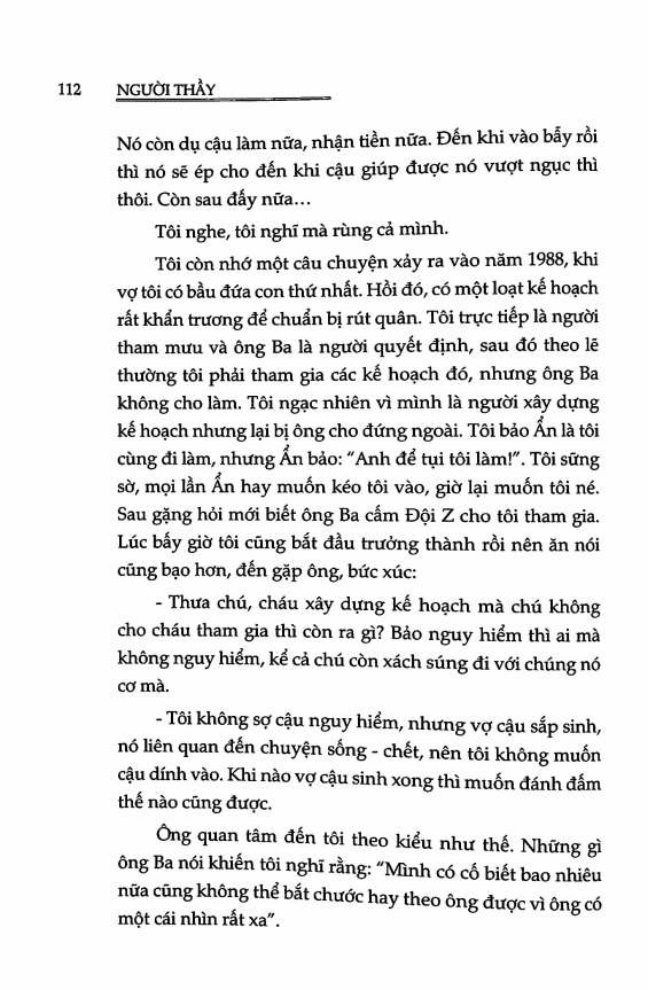 112 NGƯỜI THẦY
Nó còn dụ cậu làm nữa, nhận tiền nữa. Đến khi vào bẫy rồi
thì nó sẽ ép cho đến khi cậu giúp được nó vượt ngục thì
thôi. Còn sau đấy nữa...
Tôi nghe, tôi nghĩ mà rùng cả mình.
Tôi còn nhớ một câu chuyện xảy ra vào năm 1988, khi
vợ tôi có bầu đứa con thứ nhất. Hồi đó, có một loạt kế hoạch
rất khẩn trương để chuẩn bị rút quân. Tôi trực tiếp là người
tham mưu và ông Ba là người quyết định, sau đó theo lẽ
thường tôi phải tham gia các kế hoạch đó, nhưng ông Ba
không cho làm. Tôi ngạc nhiên vì mình là người xây dựng
kế hoạch nhưng lại bị ông cho đứng ngoài. Tôi bảo Ẩn là tôi
cùng đi làm, nhưng Ẩn bảo: "Anh để tụi tôi làm!". Tôi sững
sờ, mọi lần Ẩn hay muốn kéo tôi vào, giờ lại muốn tôi né.
Sau gặng hỏi mới biết ông Ba cấm Đội Z cho tôi tham gia.
Lúc bấy giờ tôi cũng bắt đầu trưởng thành rồi nên ăn nói
cũng bạo hơn, đến gặp ông, bức xúc:
- Thưa chú, cháu xây dựng kế hoạch mà chú không
cho cháu tham gia thì còn ra gì? Bảo nguy hiểm thì ai mà
không nguy hiểm, kể cả chú còn xách súng đi với chúng nó
cơ mà.
- Tôi không sợ cậu nguy hiểm, nhưng vợ cậu sắp sinh,
nó liên quan đến chuyện sống - chết, nên tôi không muốn
cậu dính vào. Khi nào vợ cậu sinh xong thì muốn đánh đấm
thế nào cũng được.
Ông quan tâm đến tôi theo kiểu như thế. Những gì
ông Ba nói khiến tôi nghĩ rằng: "Mình có cố biết bao nhiêu
nữa cũng không thể bắt chước hay theo ông được vì ông có
một cái nhìn rất xa".